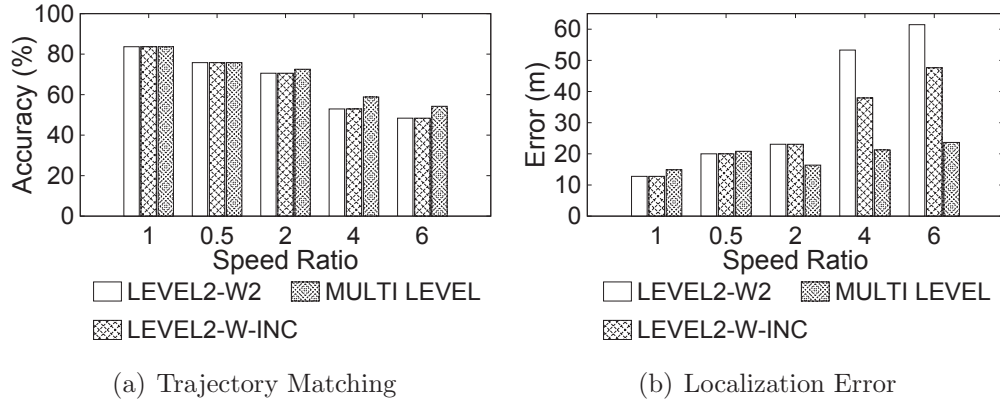 100
80
60
40
20
0
Accuracy (%)
1 0.5 2 4 6
Speed Ratio
LEVEL2-W2 MULTI LEVEL
LEVEL2-W-INC
(a) Trajectory Matching
60
50
40
30
20
10
0
Error (m)
1 0.5 2 4 6
Speed Ratio
LEVEL2-W2 MULTI LEVEL
LEVEL2-W-INC
(b) Localization Error